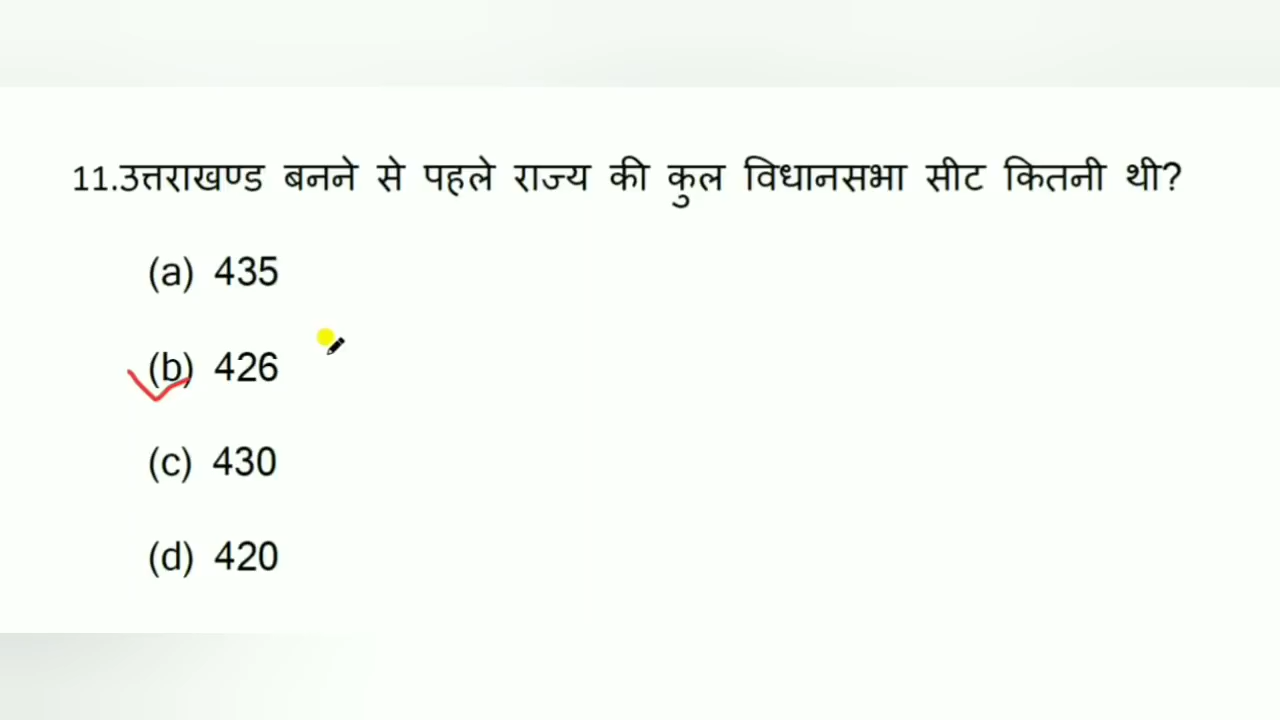 11.उत्तराखण्ड बनने से पहले राज्य की कुल विधानसभा सीट कितनी थी?
(a) 435
(b) 426
(c) 430
(d) 420